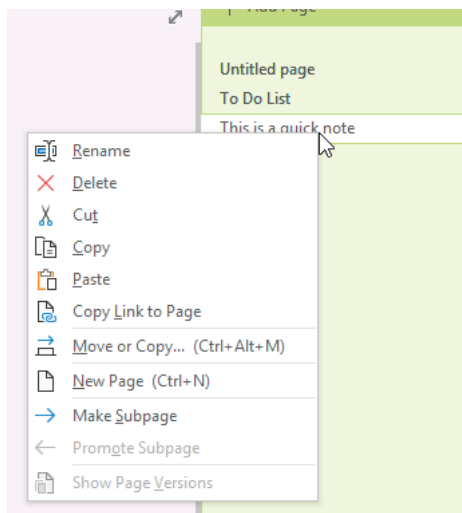 Add Page
Untitled page
To Do List
This is a quick note
Rename
Delete
Cut
Copy
Paste
Copy Link to Page
Move or Copy... (Ctrl+Alt+M)
New Page (Ctrl+N)
Make Subpage
Promote Subpage
Show Page Versions